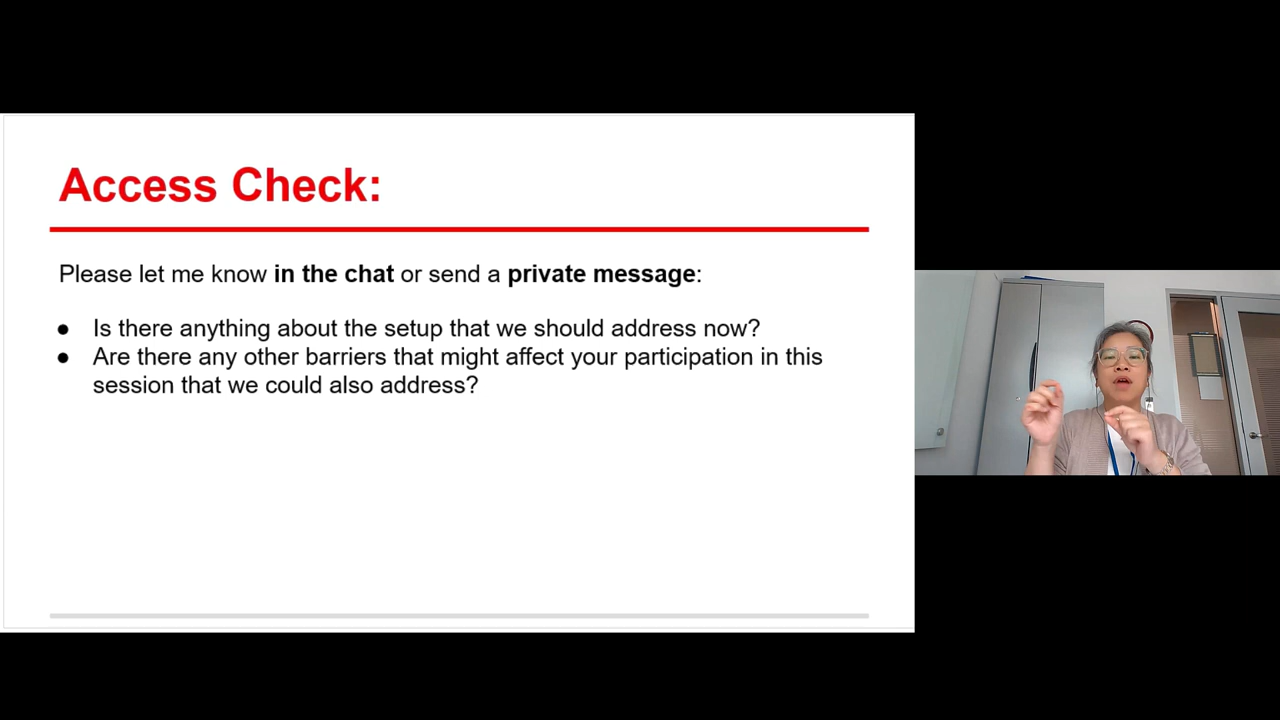 Access Check:
Please let me know in the chat or send a private message:
● Is there anything about the setup that we should address now?
● Are there any other barriers that might affect your participation in this
session that we could also address?